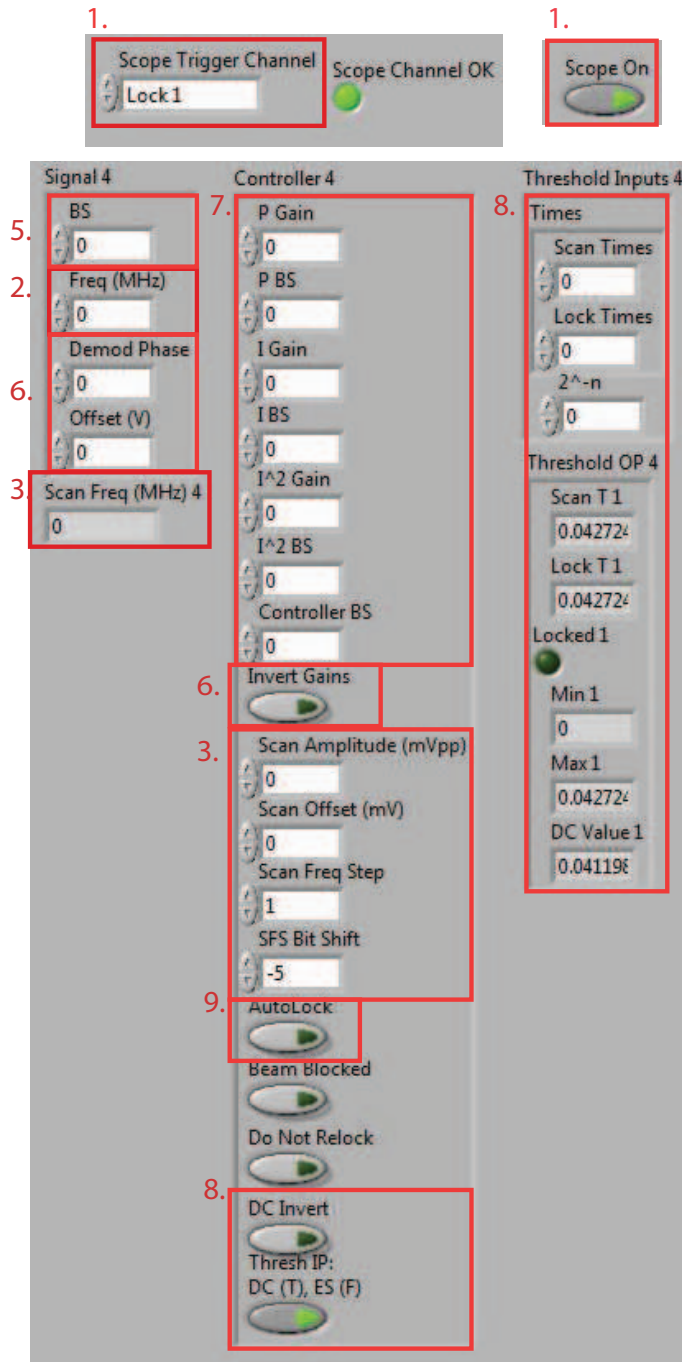 1.
Scope Trigger Channel
Lock 1
Scope Channel OK
1.
Scope On
Signal 4
5.
BS
0
2.
Freq (MHz)
0
6.
Demod Phase
0
Offset (V)
0
3.
Scan Freq (MHz) 4
0
Controller 4
7.
P Gain
0
P BS
0
I Gain
0
I BS
0
I^2 Gain
0
I^2 BS
0
Controller BS
0
6.
Invert Gains
3.
Scan Amplitude (mVpp)
0
Scan Offset (mV)
0
Scan Freq Step
1
SFS Bit Shift
-5
9.
AutoLock
Beam Blocked
Do Not Relock
8.
DC Invert
Thresh IP:
DC (T), ES (F)
Threshold Inputs 4
8.
Times
Scan Times
0
Lock Times
0
2^-n
0
Threshold OP 4
Scan T 1
0.042724
Lock T 1
0.042724
Locked 1
Min 1
0
Max 1
0.042724
DC Value 1
0.041198